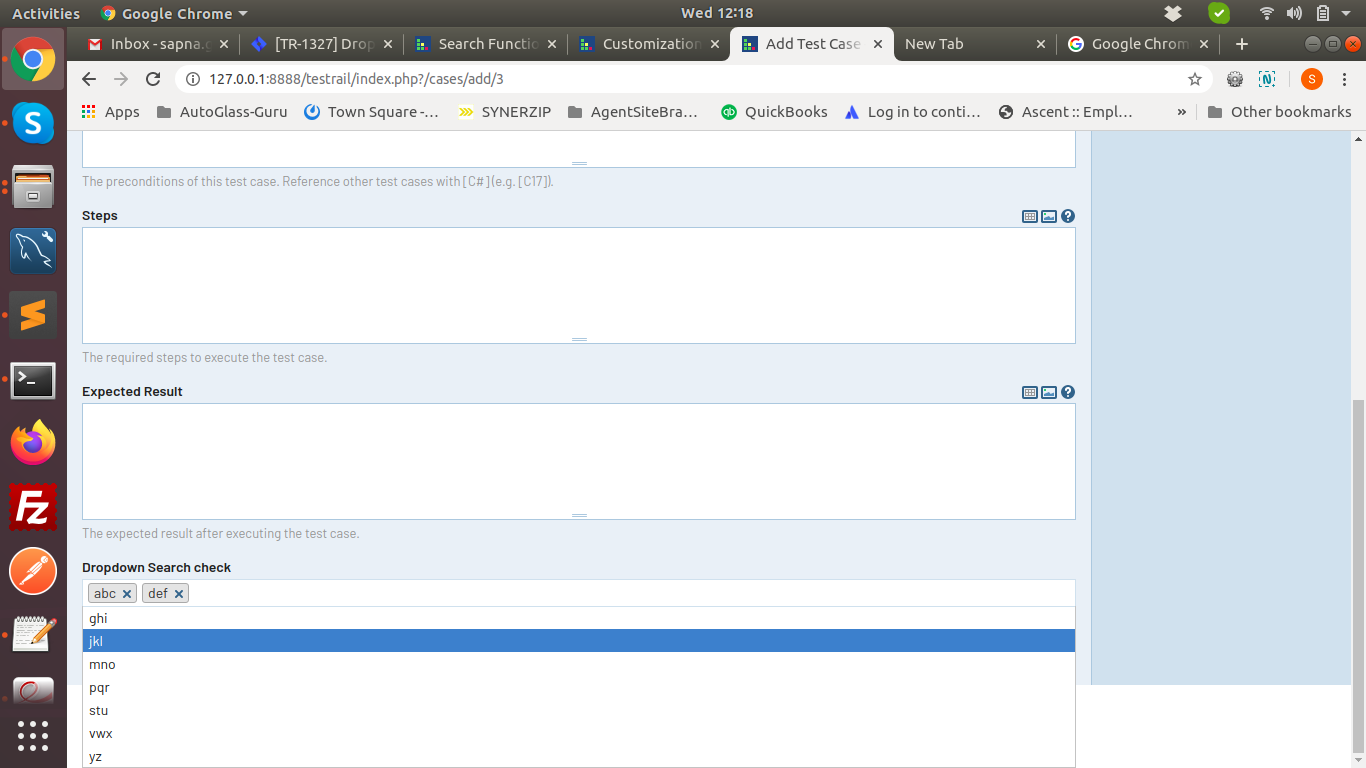 Activities Google Chrome Wed 12:18
Inbox - sapna.g [TR-1327] Drop Search Functio Customization Add Test Case New Tab Google Chrom
127.0.0.1:8888/testrail/index.php?/cases/add/3 S
Apps AutoGlass-Guru Town Square -... SYNERZIP AgentSiteBra... QuickBooks Log in to conti... Ascent :: Empl... » Other bookmarks
The preconditions of this test case. Reference other test cases with [C#] (e.g. [C17]).
Steps
The required steps to execute the test case.
Expected Result
The expected result after executing the test case.
Dropdown Search check
abc def
ghi
jkl
mno
pqr
stu
vwx
yz